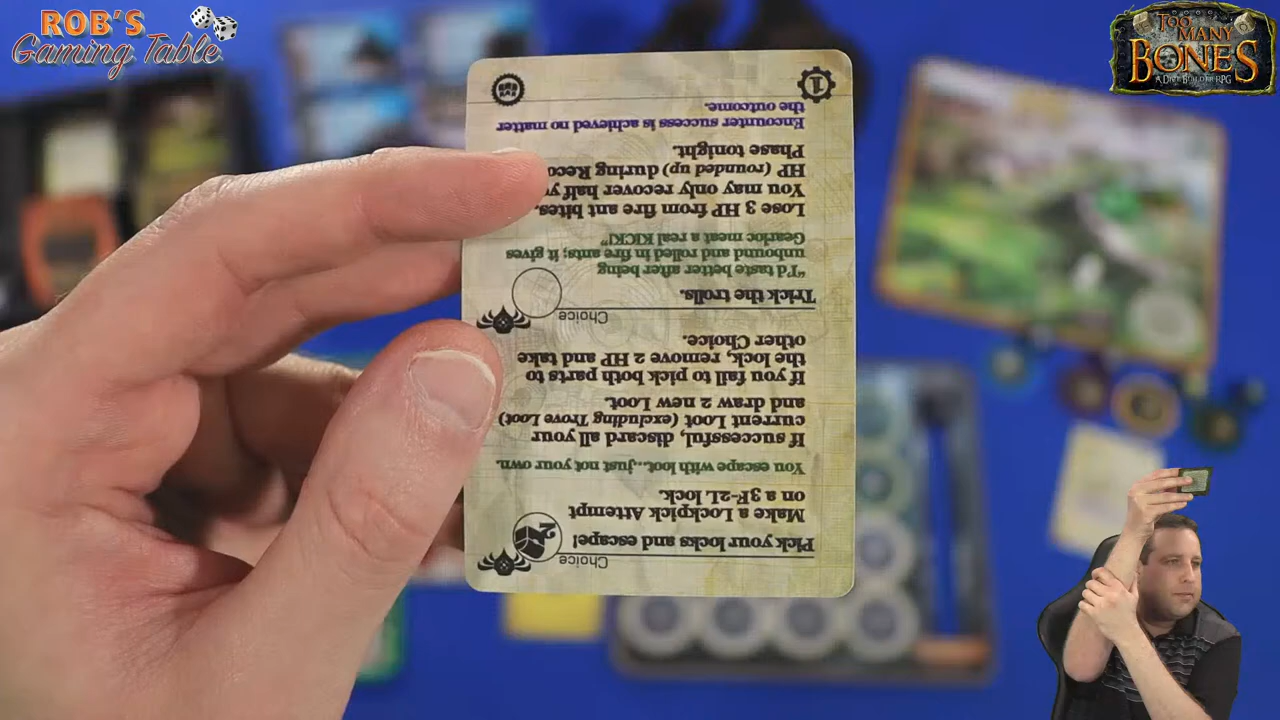 ROB'S
Gaming Table
TOO
MANY
BONES
A DICE BUILDER RPG
Choice
Pick your locks and escape!
2
Make a Lockpick Attempt
on a 3F-2L lock.
You escape with loot...just not your own.
If successful, discard all your
current Loot (excluding Trove Loot)
and draw 2 new Loot.
If you fail to pick both parts to
the lock, remove 2 HP and take
other Choice.
Choice
Trick the trolls.
"I'd taste better after being
unbound and rolled in fire ants; it gives
Gearloc meat a real KICK!"
Lose 3 HP from fire ant bites.
You may only recover half
HP (rounded up) during
Phase tonight.
Encounter success is achieved no matter
the outcome.
1